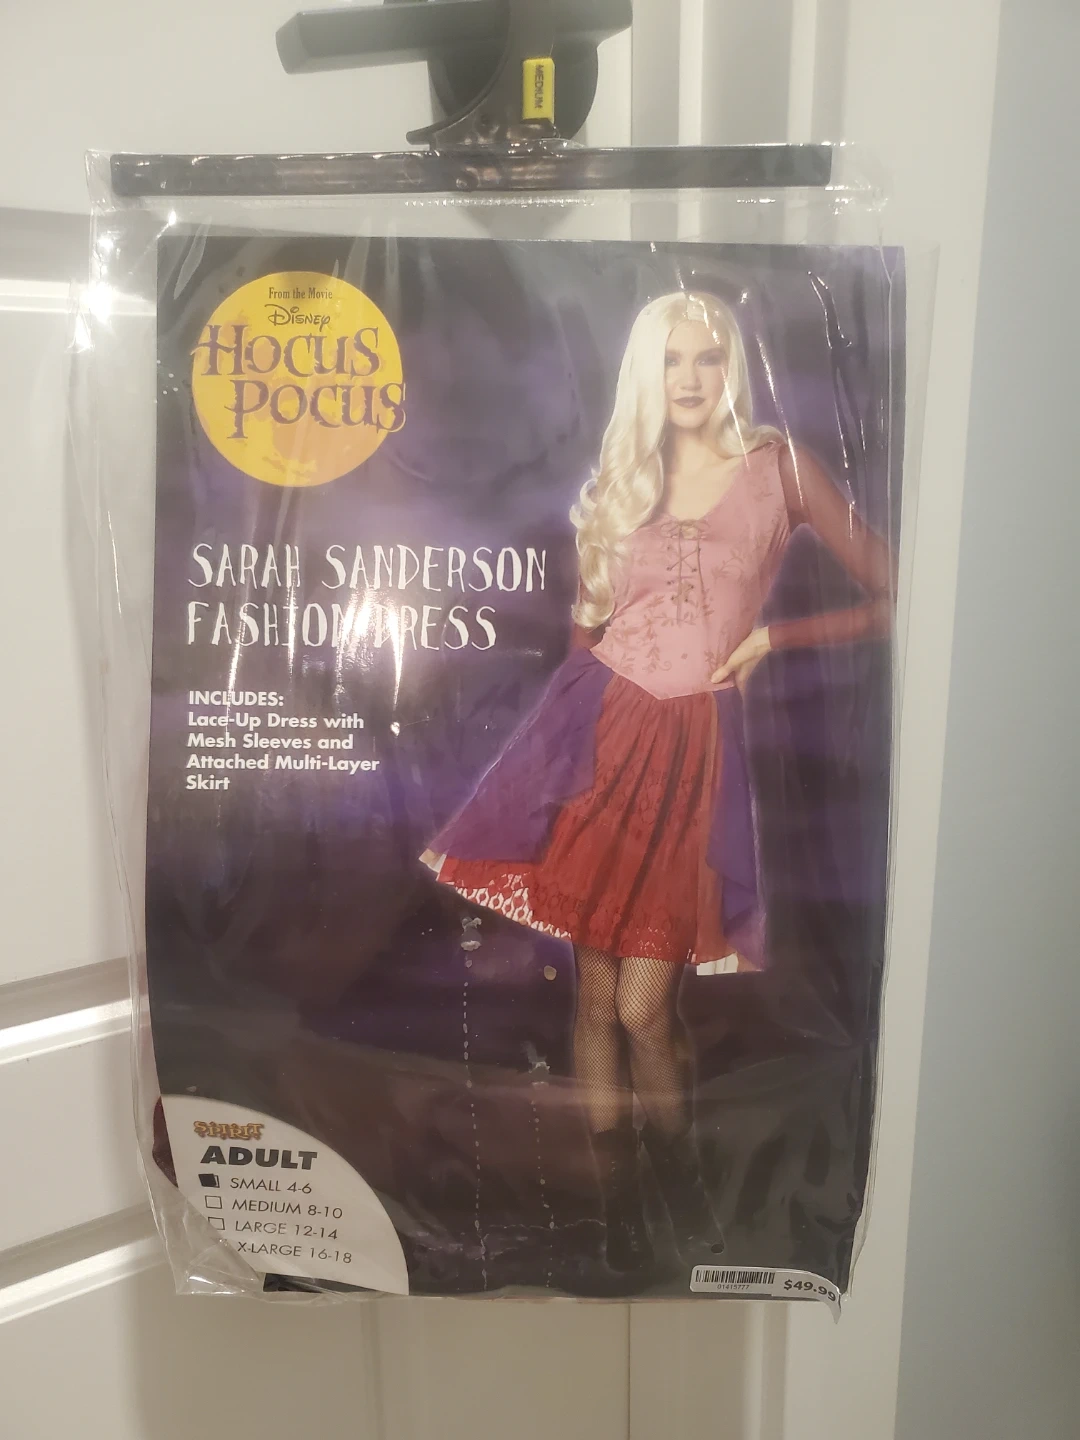 MEDIUM
From the Movie
Disney
HOCUS
POCUS
SARAH SANDERSON
FASHION DRESS
INCLUDES:
Lace-Up Dress with
Mesh Sleeves and
Attached Multi-Layer
Skirt
SPIRIT
ADULT
SMALL 4-6
MEDIUM 8-10
LARGE 12-14
X-LARGE 16-18
01415777
$49.99